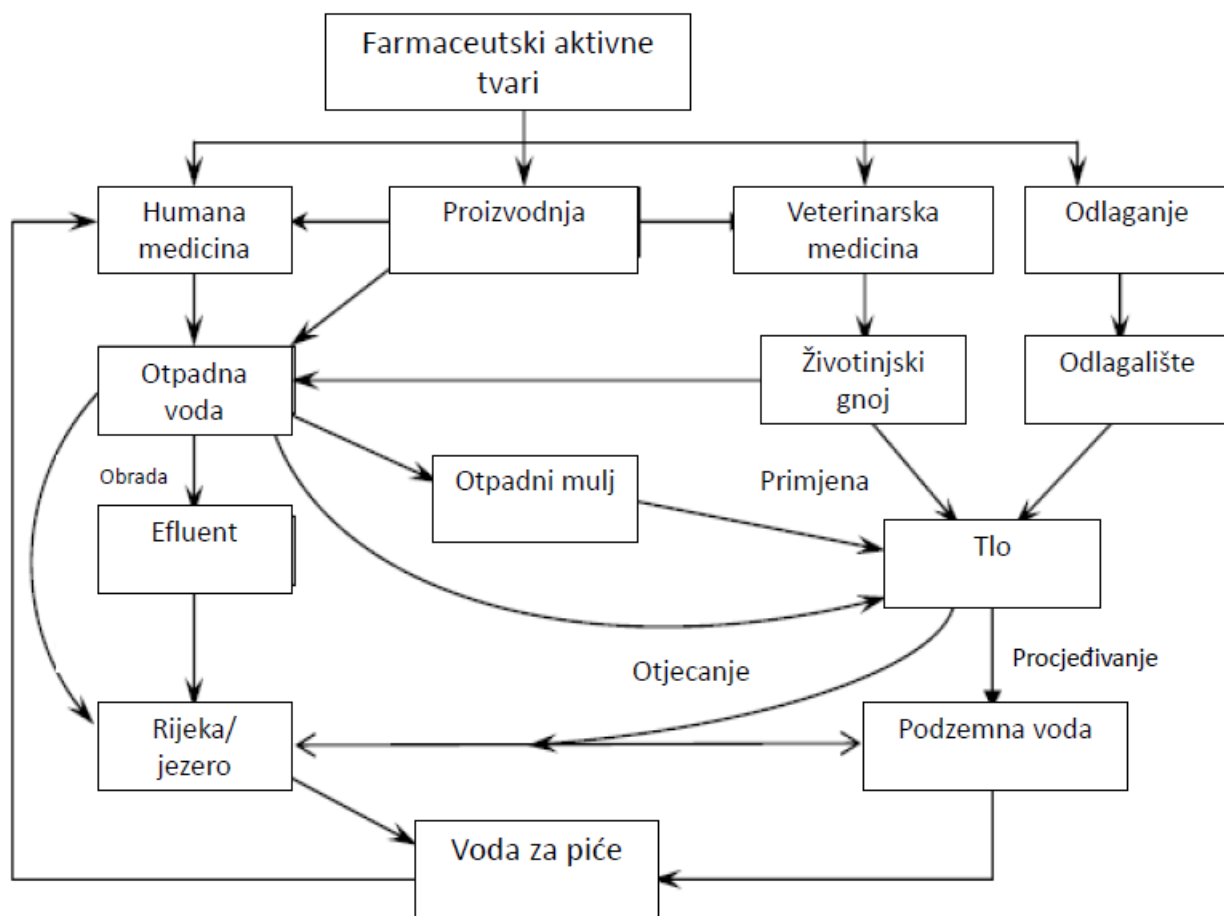 Farmaceutski aktivne
tvari
Humana
medicina
Proizvodnja
Veterinarska
medicina
Odlaganje
Otpadna
voda
Životinjski
gnoj
Odlagalište
Obrada
Otpadni mulj
Primjena
Efluent
Tlo
Otjecanje
Procjeđivanje
Rijeka/
jezero
Podzemna voda
Voda za piće